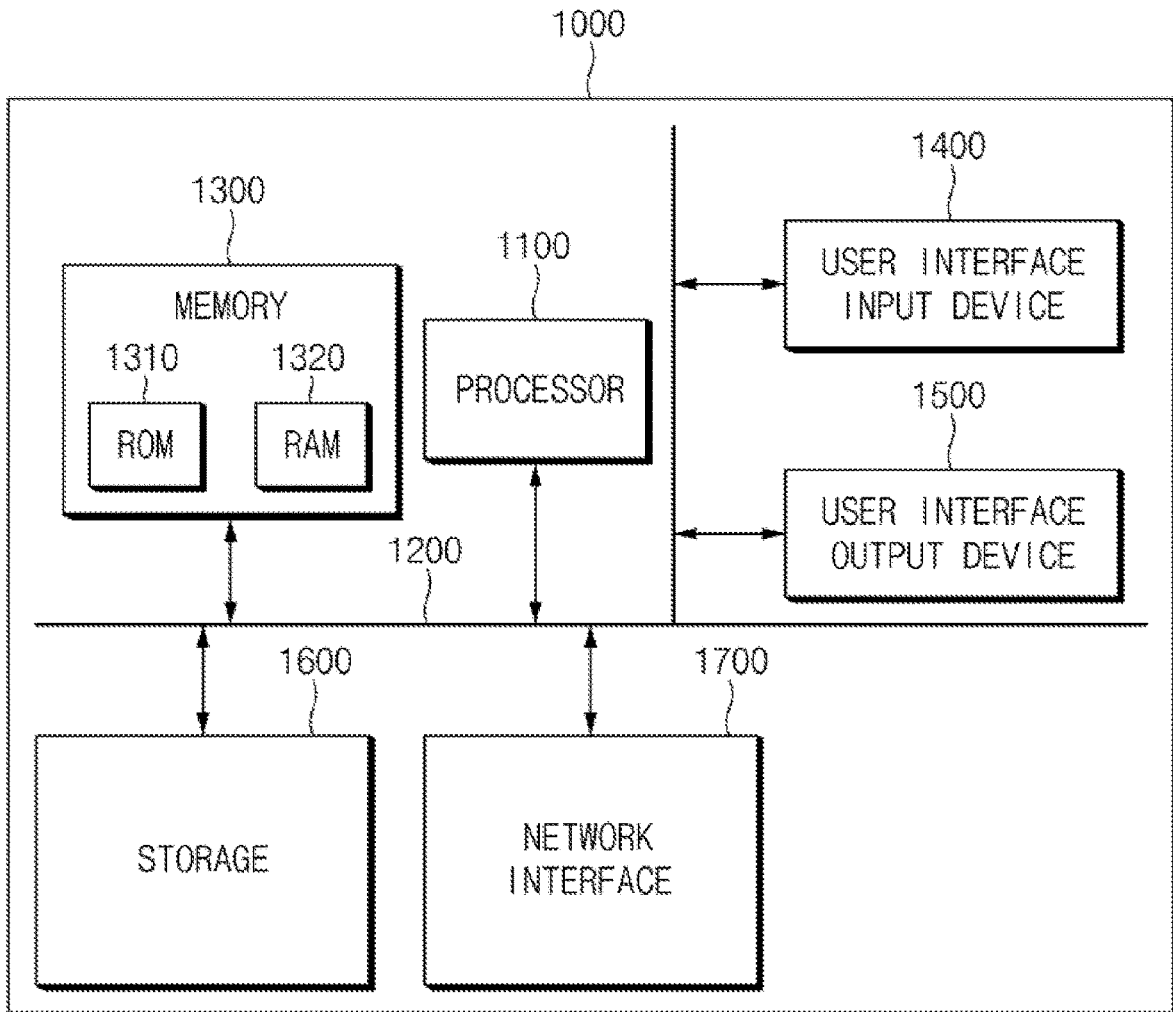 1000
1400
1300
1100
USER INTERFACE
INPUT DEVICE
MEMORY
1310
1320
PROCESSOR
ROM
RAM
1500
USER INTERFACE
OUTPUT DEVICE
1200
1600
1700
STORAGE
NETWORK
INTERFACE